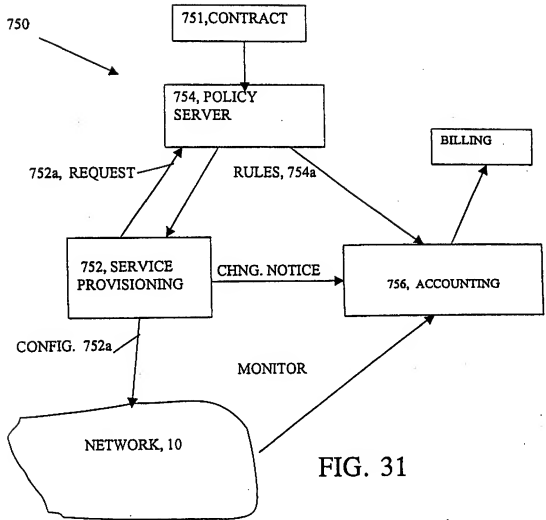 750
751,CONTRACT
754, POLICY
SERVER
BILLING
752a, REQUEST
RULES, 754a
752, SERVICE
PROVISIONING
CHNG. NOTICE
756, ACCOUNTING
CONFIG. 752a
MONITOR
NETWORK, 10
FIG. 31